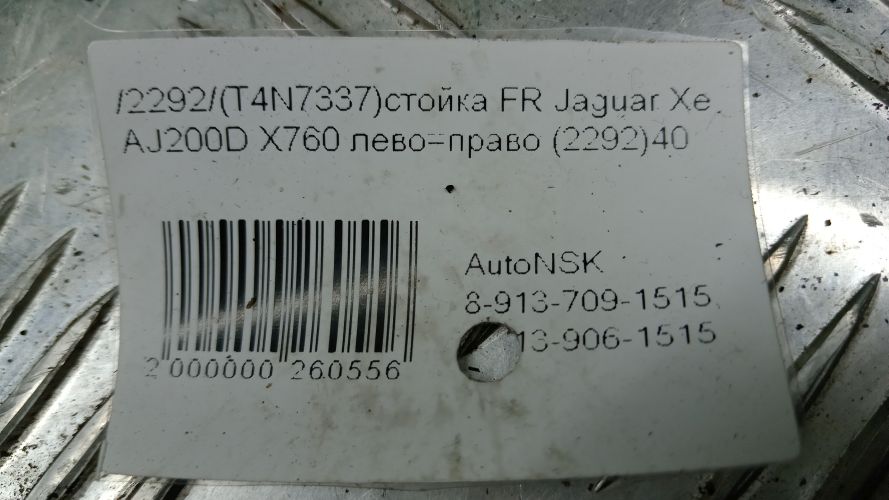 /2292/(T4N7337)стойка FR Jaguar Xe
AJ200D X760 лево=право (2292)40
AutoNSK
8-913-709-1515
13-906-1515
2 000000 260556